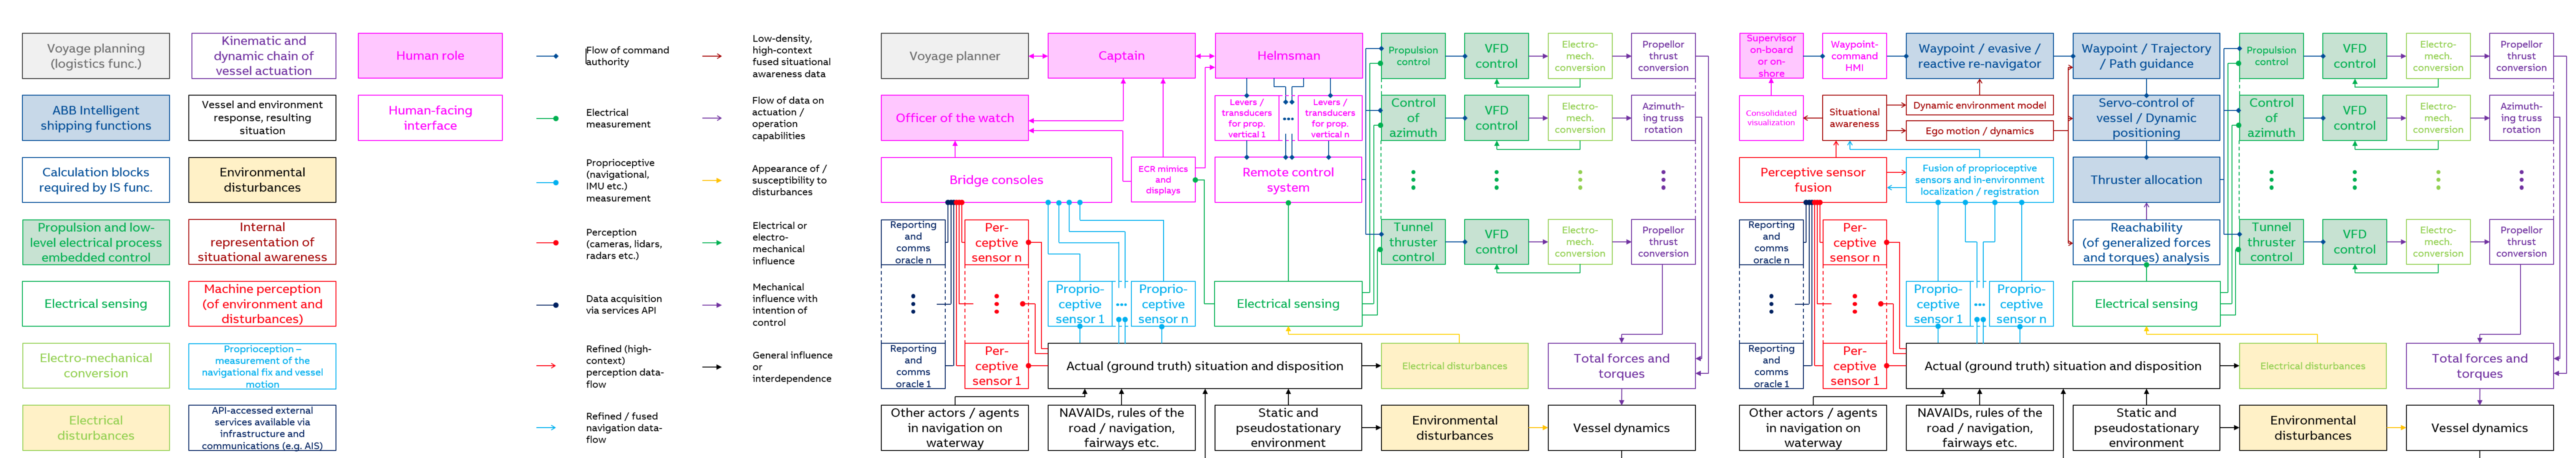 Voyage planning
(logistics func.)
Kinematic and
dynamic chain of
vessel actuation
Human role
ABB Intelligent
shipping functions
Vessel and environment
response, resulting
situation
Human-facing
interface
Calculation blocks
required by IS func.
Environmental
disturbances
Propulsion and low-
level electrical process
embedded control
Internal
representation of
situational awareness
Electrical sensing
Machine perception
(of environment and
disturbances)
Electro-mechanical
conversion
Proprioception –
measurement of the
navigational fix and vessel
motion
Electrical
disturbances
API-accessed external
services available via
infrastructure and
communications (e.g. AIS)
Flow of command
authority
Electrical
measurement
Proprioceptive
(navigational,
IMU etc.)
measurement
Perception
(cameras, lidars,
radars etc.)
Data acquisition
via services API
Refined (high-
context)
perception data-
flow
Refined / fused
navigation data-
flow
Low-density,
high-context
fused situational
awareness data
Flow of data on
actuation /
operation
capabilities
Appearance of /
susceptibility to
disturbances
Electrical or
electro-
mechanical
influence
Mechanical
influence with
intention of
control
General influence
or
interdependence
Voyage planner
Captain
Helmsman
Propulsion
control
VFD
control
Electro-
mech.
conversion
Propellor
thrust
conversion
Officer of the watch
Levers /
transducers
for prop.
vertical 1
Levers /
transducers
for prop.
vertical n
Control
of
azimuth
VFD
control
Electro-
mech.
conversion
Azimuth-
ing truss
rotation
Bridge consoles
ECR mimics
and
displays
Remote control
system
Reporting
and
comms
oracle n
Per-
ceptive
sensor n
Tunnel
thruster
control
VFD
control
Electro-
mech.
conversion
Propellor
thrust
conversion
Proprio-
ceptive
sensor 1
Proprio-
ceptive
sensor n
Electrical sensing
Reporting
and
comms
oracle 1
Per-
ceptive
sensor 1
Actual (ground truth) situation and disposition
Electrical disturbances
Total forces and
torques
Other actors / agents
in navigation on
waterway
NAVAIDs, rules of the
road / navigation,
fairways etc.
Static and
pseudostationary
environment
Environmental
disturbances
Vessel dynamics
Supervisor
on-board
or on-
shore
Waypoint-
command
HMI
Waypoint / evasive /
reactive re-navigator
Waypoint / Trajectory
/ Path guidance
Propulsion
control
VFD
control
Electro-
mech.
conversion
Propellor
thrust
conversion
Consolidated
visualization
Situational
awareness
Dynamic environment model
Ego motion / dynamics
Servo-control of
vessel / Dynamic
positioning
Control
of
azimuth
VFD
control
Electro-
mech.
conversion
Azimuth-
ing truss
rotation
Perceptive sensor
fusion
Fusion of proprioceptive
sensors and in-environment
localization / registration
Thruster allocation
Reporting
and
comms
oracle n
Per-
ceptive
sensor n
Reachability
(of generalized forces
and torques) analysis
Tunnel
thruster
control
VFD
control
Electro-
mech.
conversion
Propellor
thrust
conversion
Proprio-
ceptive
sensor 1
Proprio-
ceptive
sensor n
Electrical sensing
Reporting
and
comms
oracle 1
Per-
ceptive
sensor 1
Actual (ground truth) situation and disposition
Electrical disturbances
Total forces and
torques
Other actors / agents
in navigation on
waterway
NAVAIDs, rules of the
road / navigation,
fairways etc.
Static and
pseudostationary
environment
Environmental
disturbances
Vessel dynamics